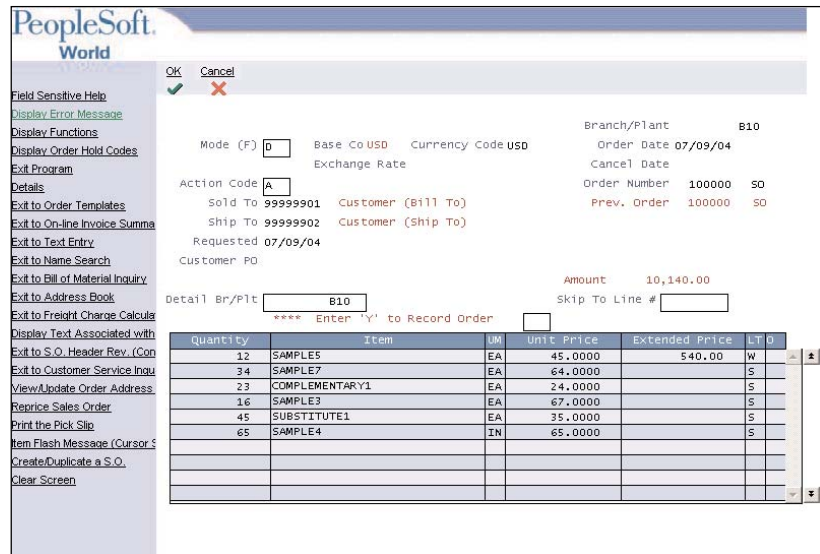 PeopleSoft.
World
OK Cancel
Field Sensitive Help
Display Error Message
Display Functions
Display Order Hold Codes
Exit Program
Details
Exit to Order Templates
Exit to On-line Invoice Summa
Exit to Text Entry
Exit to Name Search
Exit to Bill of Material Inquiry
Exit to Address Book
Exit to Freight Charge Calcula
Display Text Associated with
Exit to S.O. Header Rev. (Con
Exit to Customer Service Inqu
View/Update Order Address
Reprice Sales Order
Print the Pick Slip
Item Flash Message (Cursor S
Create/Duplicate a S.O.
Clear Screen
Branch/Plant B10
Mode (F) D Base Co USD Currency Code USD Order Date 07/09/04
Exchange Rate Cancel Date
Action Code A Order Number 100000 SO
Sold To 99999901 Customer (Bill To) Prev. Order 100000 SO
Ship To 99999902 Customer (Ship To)
Requested 07/09/04
Customer PO
Amount 10,140.00
Detail Br/Plt B10 Skip To Line #
**** Enter 'Y' to Record Order
Quantity Item UM Unit Price Extended Price LT O
12 SAMPLE5 EA 45.0000 540.00 W
34 SAMPLE7 EA 64.0000 S
23 COMPLEMENTARY1 EA 24.0000 S
16 SAMPLE3 EA 67.0000 S
45 SUBSTITUTE1 EA 35.0000 S
65 SAMPLE4 IN 65.0000 S